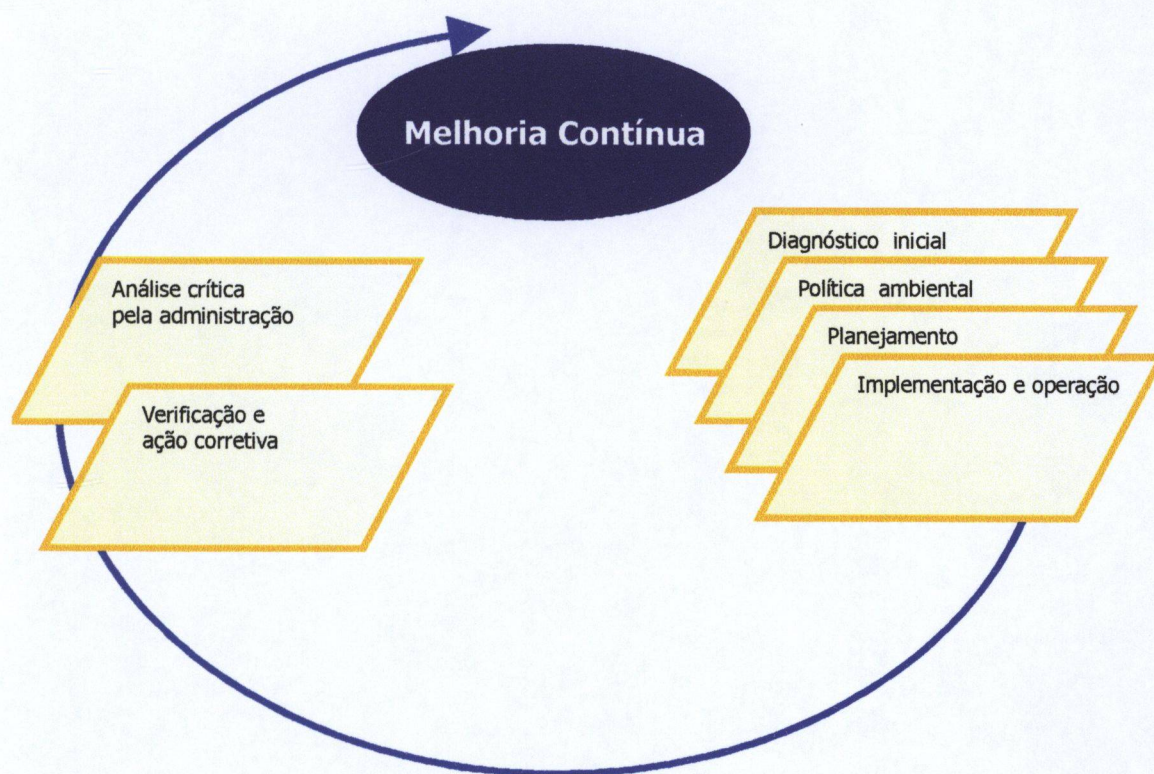 Melhoria Contínua
Diagnóstico inicial
Política ambiental
Planejamento
Implementação e operação
Análise crítica
pela administração
Verificação e
ação corretiva